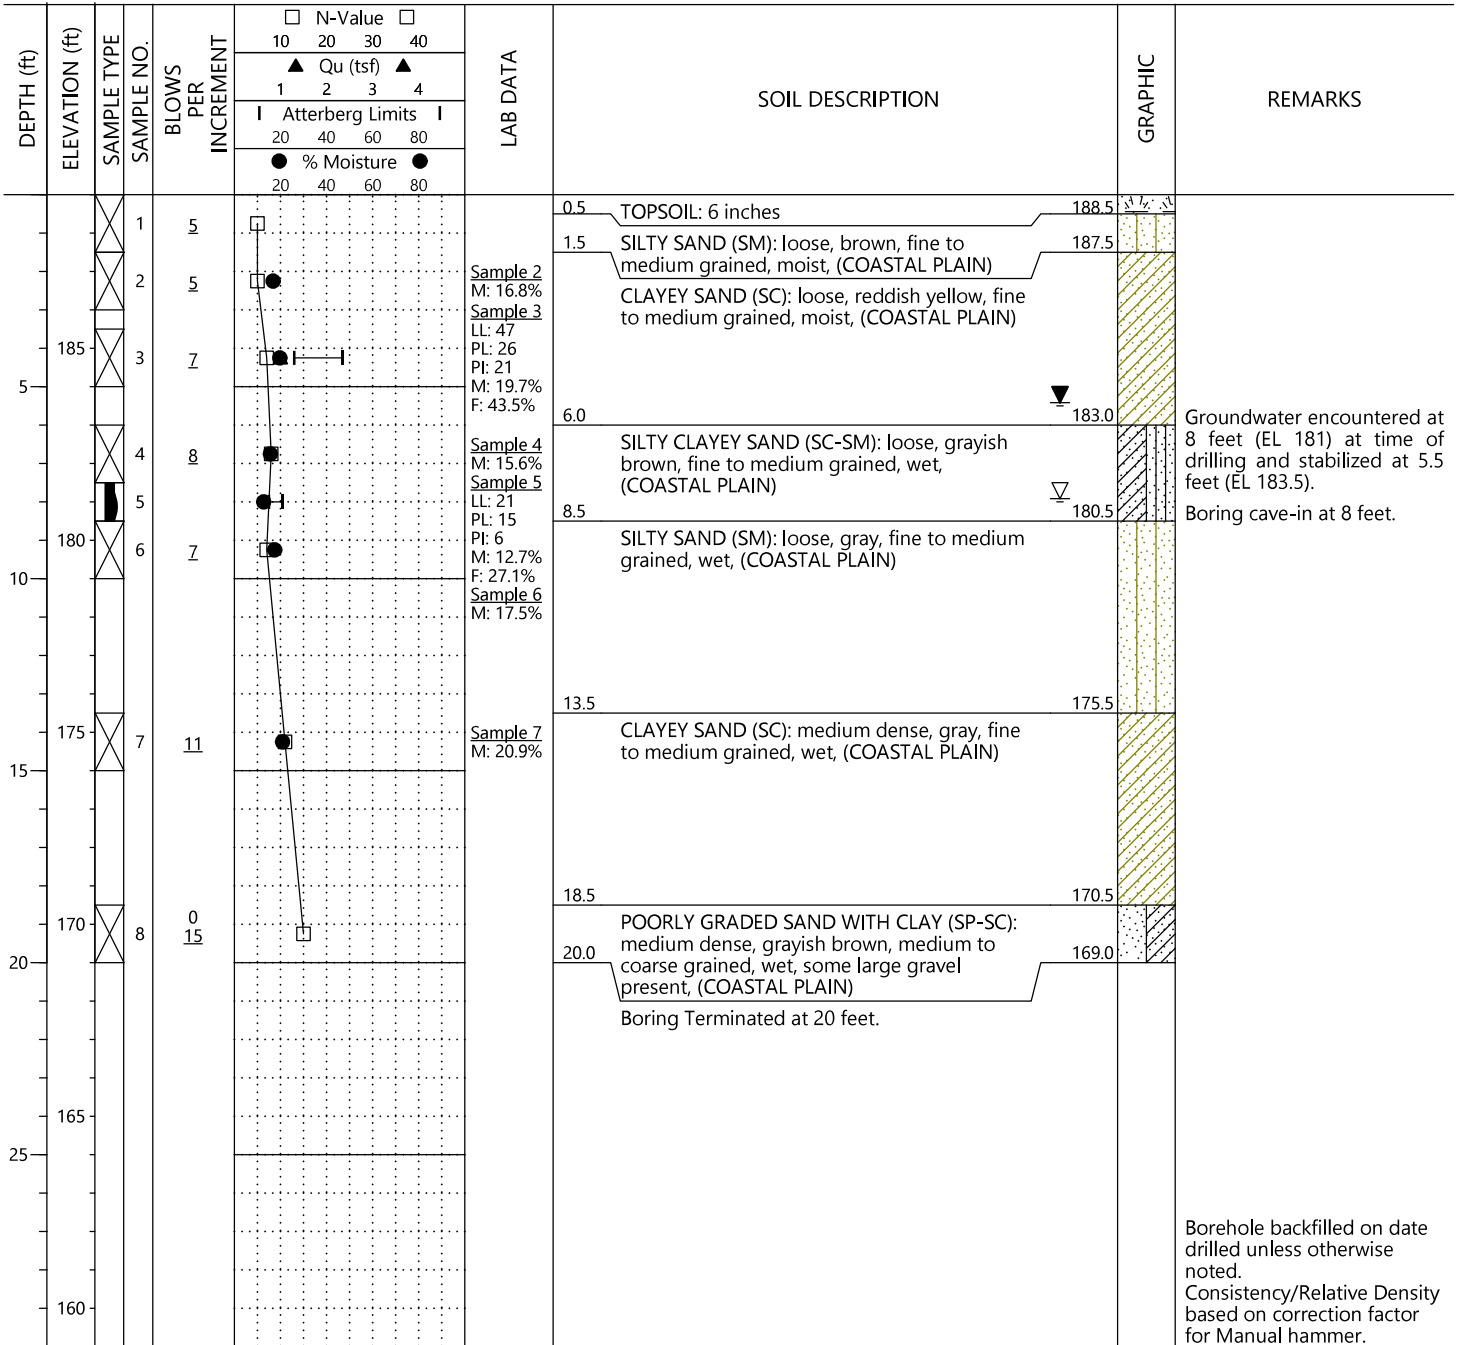 DEPTH (ft)
ELEVATION (ft)
SAMPLE TYPE
SAMPLE NO.
BLOWS
PER
INCREMENT
N-Value
10 20 30 40
Qu (tsf)
1 2 3 4
Atterberg Limits
20 40 60 80
% Moisture
20 40 60 80
LAB DATA
SOIL DESCRIPTION
GRAPHIC
REMARKS
1 5
0.5 TOPSOIL: 6 inches 188.5
1.5 SILTY SAND (SM): loose, brown, fine to 187.5
medium grained, moist, (COASTAL PLAIN)
2 5
Sample 2
M: 16.8%
CLAYEY SAND (SC): loose, reddish yellow, fine
to medium grained, moist, (COASTAL PLAIN)
185
3 7
Sample 3
LL: 47
PL: 26
PI: 21
M: 19.7%
F: 43.5%
5
6.0 183.0
4 8
Sample 4
M: 15.6%
SILTY CLAYEY SAND (SC-SM): loose, grayish
brown, fine to medium grained, wet,
(COASTAL PLAIN)
Groundwater encountered at
8 feet (EL 181) at time of
drilling and stabilized at 5.5
feet (EL 183.5).
Boring cave-in at 8 feet.
5
Sample 5
LL: 21
PL: 15
PI: 6
M: 12.7%
F: 27.1%
8.5 180.5
180
6 7
SILTY SAND (SM): loose, gray, fine to medium
grained, wet, (COASTAL PLAIN)
10
Sample 6
M: 17.5%
13.5 175.5
175
7 11
Sample 7
M: 20.9%
CLAYEY SAND (SC): medium dense, gray, fine
to medium grained, wet, (COASTAL PLAIN)
15
18.5 170.5
170
8
0
15
POORLY GRADED SAND WITH CLAY (SP-SC):
medium dense, grayish brown, medium to
coarse grained, wet, some large gravel
present, (COASTAL PLAIN)
20
20.0 169.0
Boring Terminated at 20 feet.
165
25
160
Borehole backfilled on date
drilled unless otherwise
noted.
Consistency/Relative Density
based on correction factor
for Manual hammer.